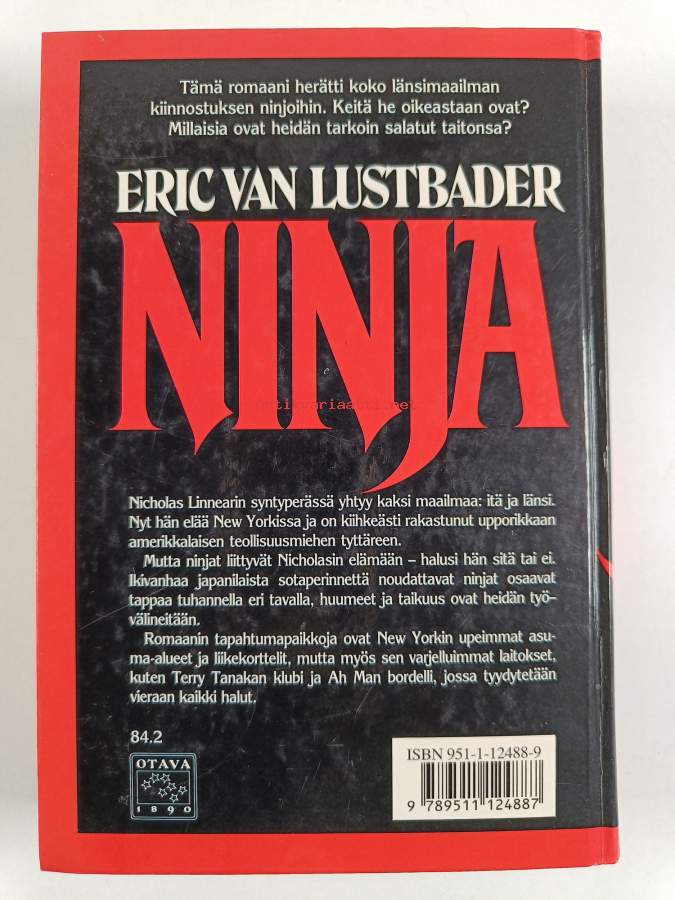 Tämä romaani herätti koko länsimaailman
kiinnostuksen ninjoihin. Keitä he oikeastaan ovat?
Millaisia ovat heidän tarkoin salatut taitonsa?
ERIC VAN LUSTBADER
NINJA
antikvariaatti.net
Nicholas Linnearin syntyperässä yhtyy kaksi maailmaa: itä ja länsi.
Nyt hän elää New Yorkissa ja on kiihkeästi rakastunut upporikkaan
amerikkalaisen teollisuusmiehen tyttäreen.
Mutta ninjat liittyvät Nicholasin elämään – halusi hän sitä tai ei.
Ikivanhaa japanilaista sotaperinnettä noudattavat ninjat osaavat
tappaa tuhannella eri tavalla, huumeet ja taikuus ovat heidän työ-
välineitään.
Romaanin tapahtumapaikkoja ovat New Yorkin upeimmat asu-
ma-alueet ja liikekorttelit, mutta myös sen varjelluimmat laitokset,
kuten Terry Tanakan klubi ja Ah Man bordelli, jossa tyydytetään
vieraan kaikki halut.
84.2
OTAVA
1890
ISBN 951-1-12488-9
9 789511 124887